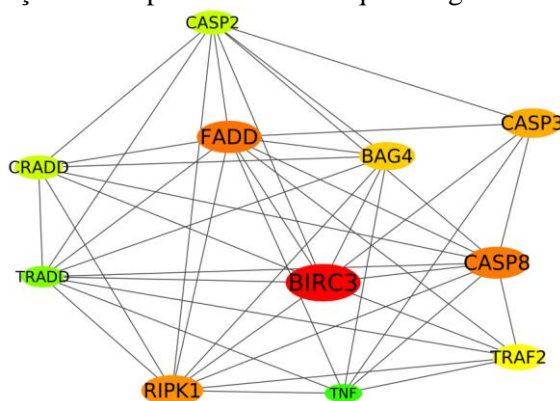 ç
CASP2
FADD
CASP3
BAG4
CRADD
CASP8
TRADD
BIRC3
TRAF2
RIPK1
TNF